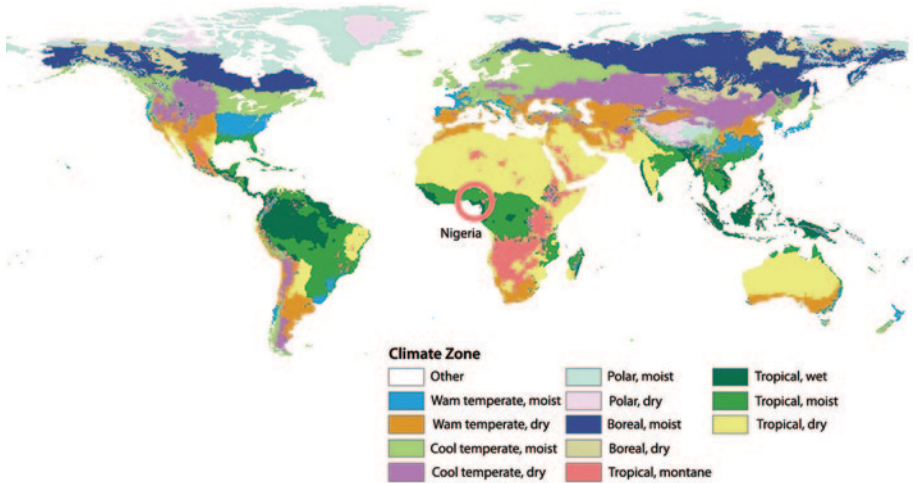 Nigeria
Climate Zone
Other
Wam temperate, moist
Wam temperate, dry
Cool temperate, moist
Cool temperate, dry
Polar, moist
Polar, dry
Boreal, moist
Boreal, dry
Tropical, montane
Tropical, wet
Tropical, moist
Tropical, dry